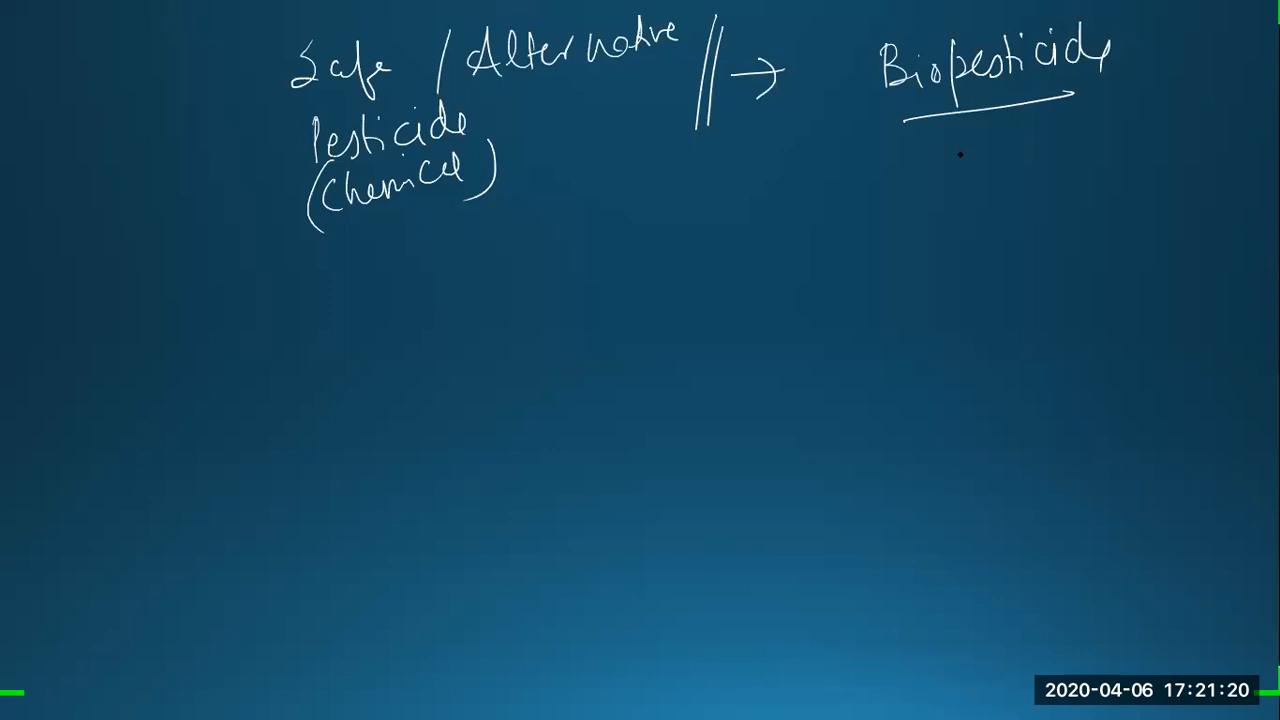 Safe / Alternative // → Biopesticide
Pesticide
(Chemical)
2020-04-06 17:21:20